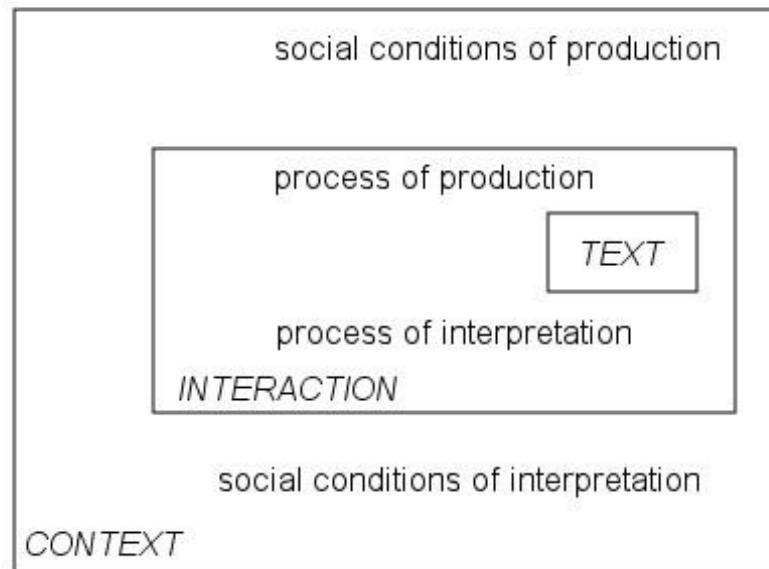 social conditions of production
process of production
TEXT
process of interpretation
INTERACTION
social conditions of interpretation
CONTEXT